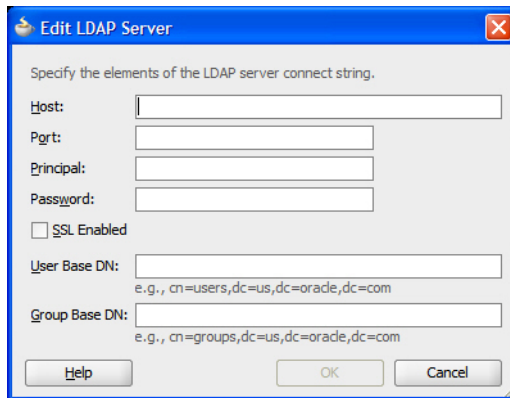 Edit LDAP Server
Specify the elements of the LDAP server connect string.
Host:
Port:
Principal:
Password:
SSL Enabled
User Base DN:
e.g., cn=users,dc=us,dc=oracle,dc=com
Group Base DN:
e.g., cn=groups,dc=us,dc=oracle,dc=com
Help OK Cancel